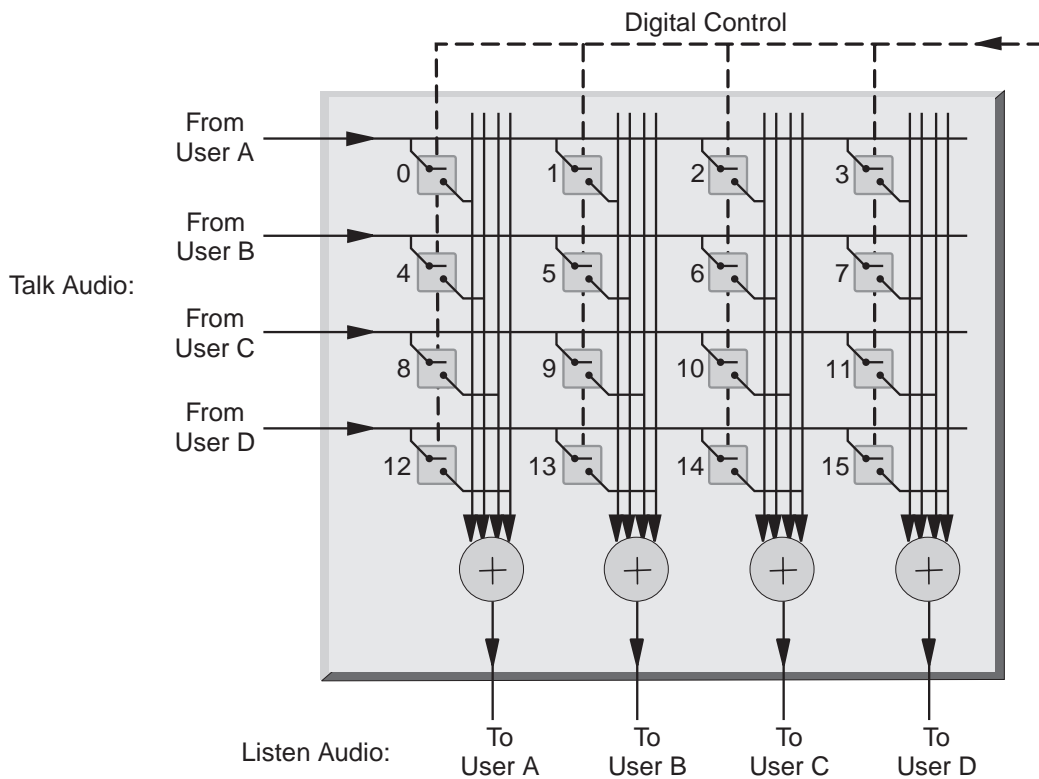 Digital Control
From
User A
0
1
2
3
From
User B
Talk Audio:
4
5
6
7
From
User C
8
9
10
11
From
User D
12
13
14
15
+
+
+
+
Listen Audio:
To
User A
To
User B
To
User C
To
User D